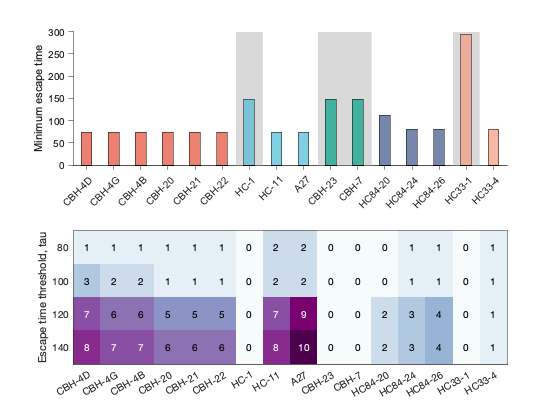 Minimum escape time
300
250
200
150
100
50
0
CBH-4D CBH-4G CBH-4B CBH-20 CBH-21 CBH-22 HC-1 HC-11 A27 CBH-23 CBH-7 HC84-20 HC84-24 HC84-26 HC33-1 HC33-4
Escape time threshold, tau
80 1 1 1 1 1 1 0 2 2 0 0 0 1 1 0 1
100 3 2 2 1 1 1 0 2 2 0 0 0 1 1 0 1
120 7 6 6 5 5 5 0 7 9 0 0 2 3 4 0 1
140 8 7 7 6 6 6 0 8 10 0 0 2 3 4 0 1
CBH-4D CBH-4G CBH-4B CBH-20 CBH-21 CBH-22 HC-1 HC-11 A27 CBH-23 CBH-7 HC84-20 HC84-24 HC84-26 HC33-1 HC33-4